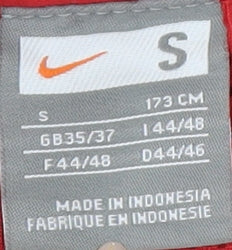 S
S 173 CM
GB35/37 I44/48
F44/48 D44/46
MADE IN INDONESIA
FABRIQUE EN INDONESIE